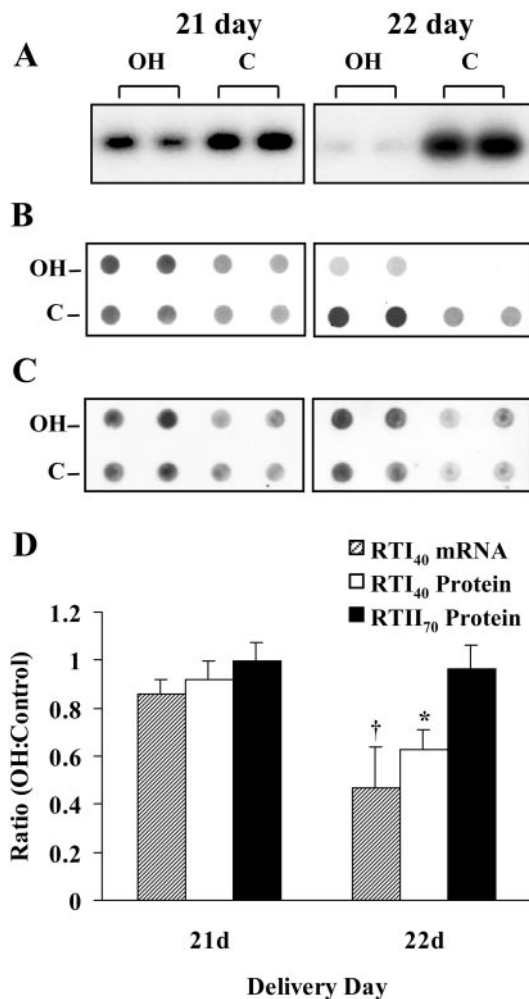 21 day 22 day
A OH C OH C
B
OH
C
C
OH
C
D
RTI40 mRNA
RTI40 Protein
RTII70 Protein
Ratio (OH:Control)
1.2
1
0.8
0.6
0.4
0.2
0
†
*
21d 22d
Delivery Day